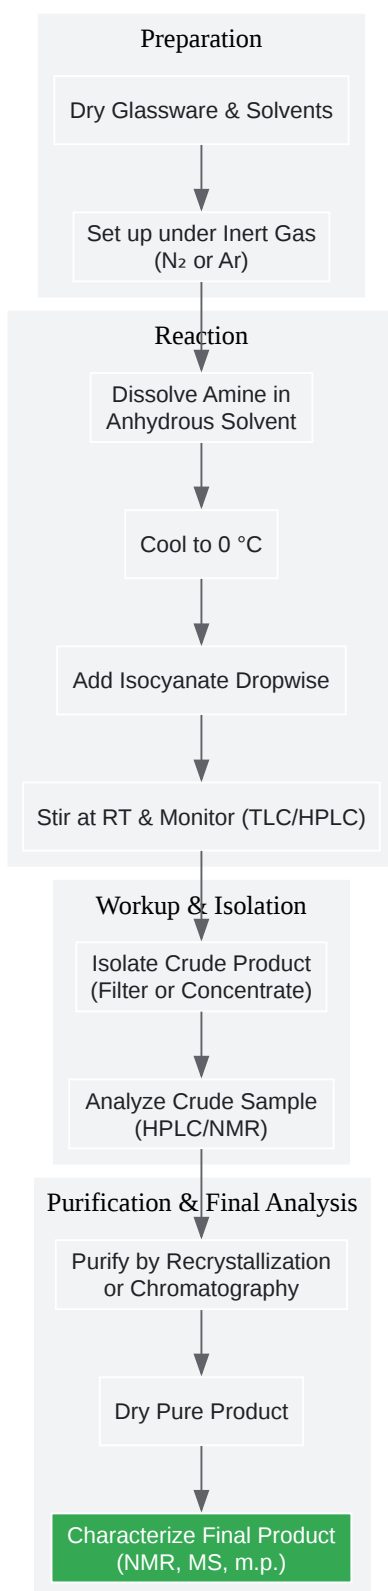 Preparation
Dry Glassware & Solvents
Set up under Inert Gas
(N₂ or Ar)
Reaction
Dissolve Amine in
Anhydrous Solvent
Cool to 0 °C
Add Isocyanate Dropwise
Stir at RT & Monitor (TLC/HPLC)
Workup & Isolation
Isolate Crude Product
(Filter or Concentrate)
Analyze Crude Sample
(HPLC/NMR)
Purification & Final Analysis
Purify by Recrystallization
or Chromatography
Dry Pure Product
Characterize Final Product
(NMR, MS, m.p.)